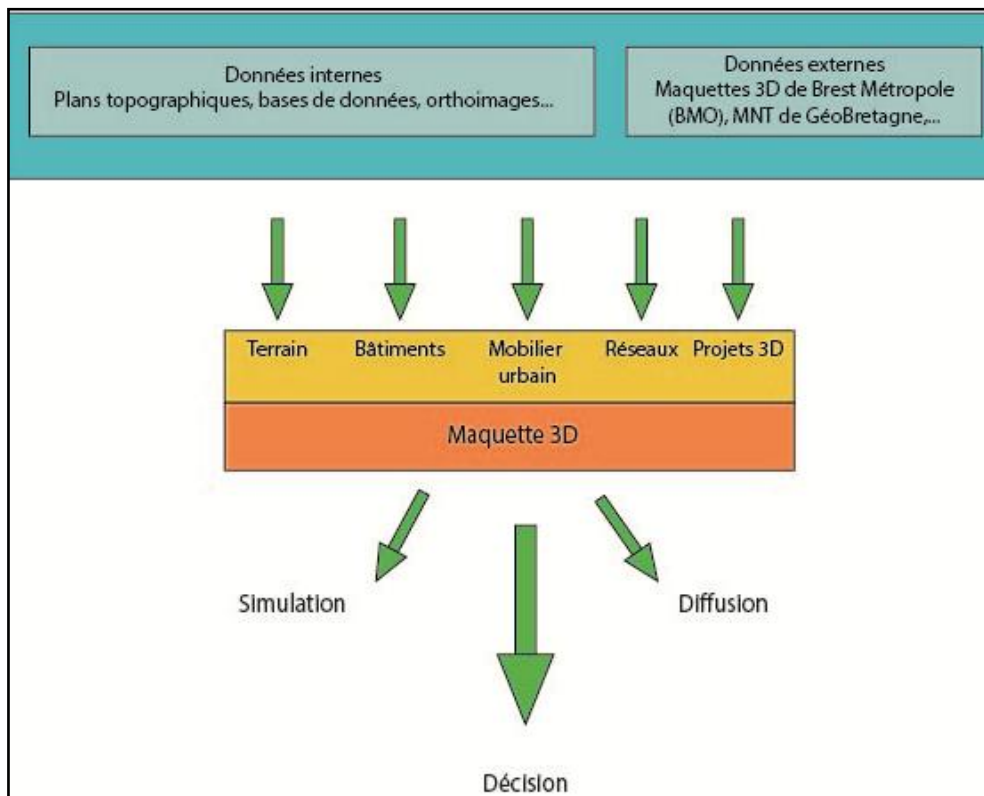 Données internes
Plans topographiques, bases de données, orthoimages...
Données externes
Maquettes 3D de Brest Métropole
(BMO), MNT de GéoBretagne,...
Terrain
Bâtiments
Mobilier
urbain
Réseaux
Projets 3D
Maquette 3D
Simulation
Diffusion
Décision